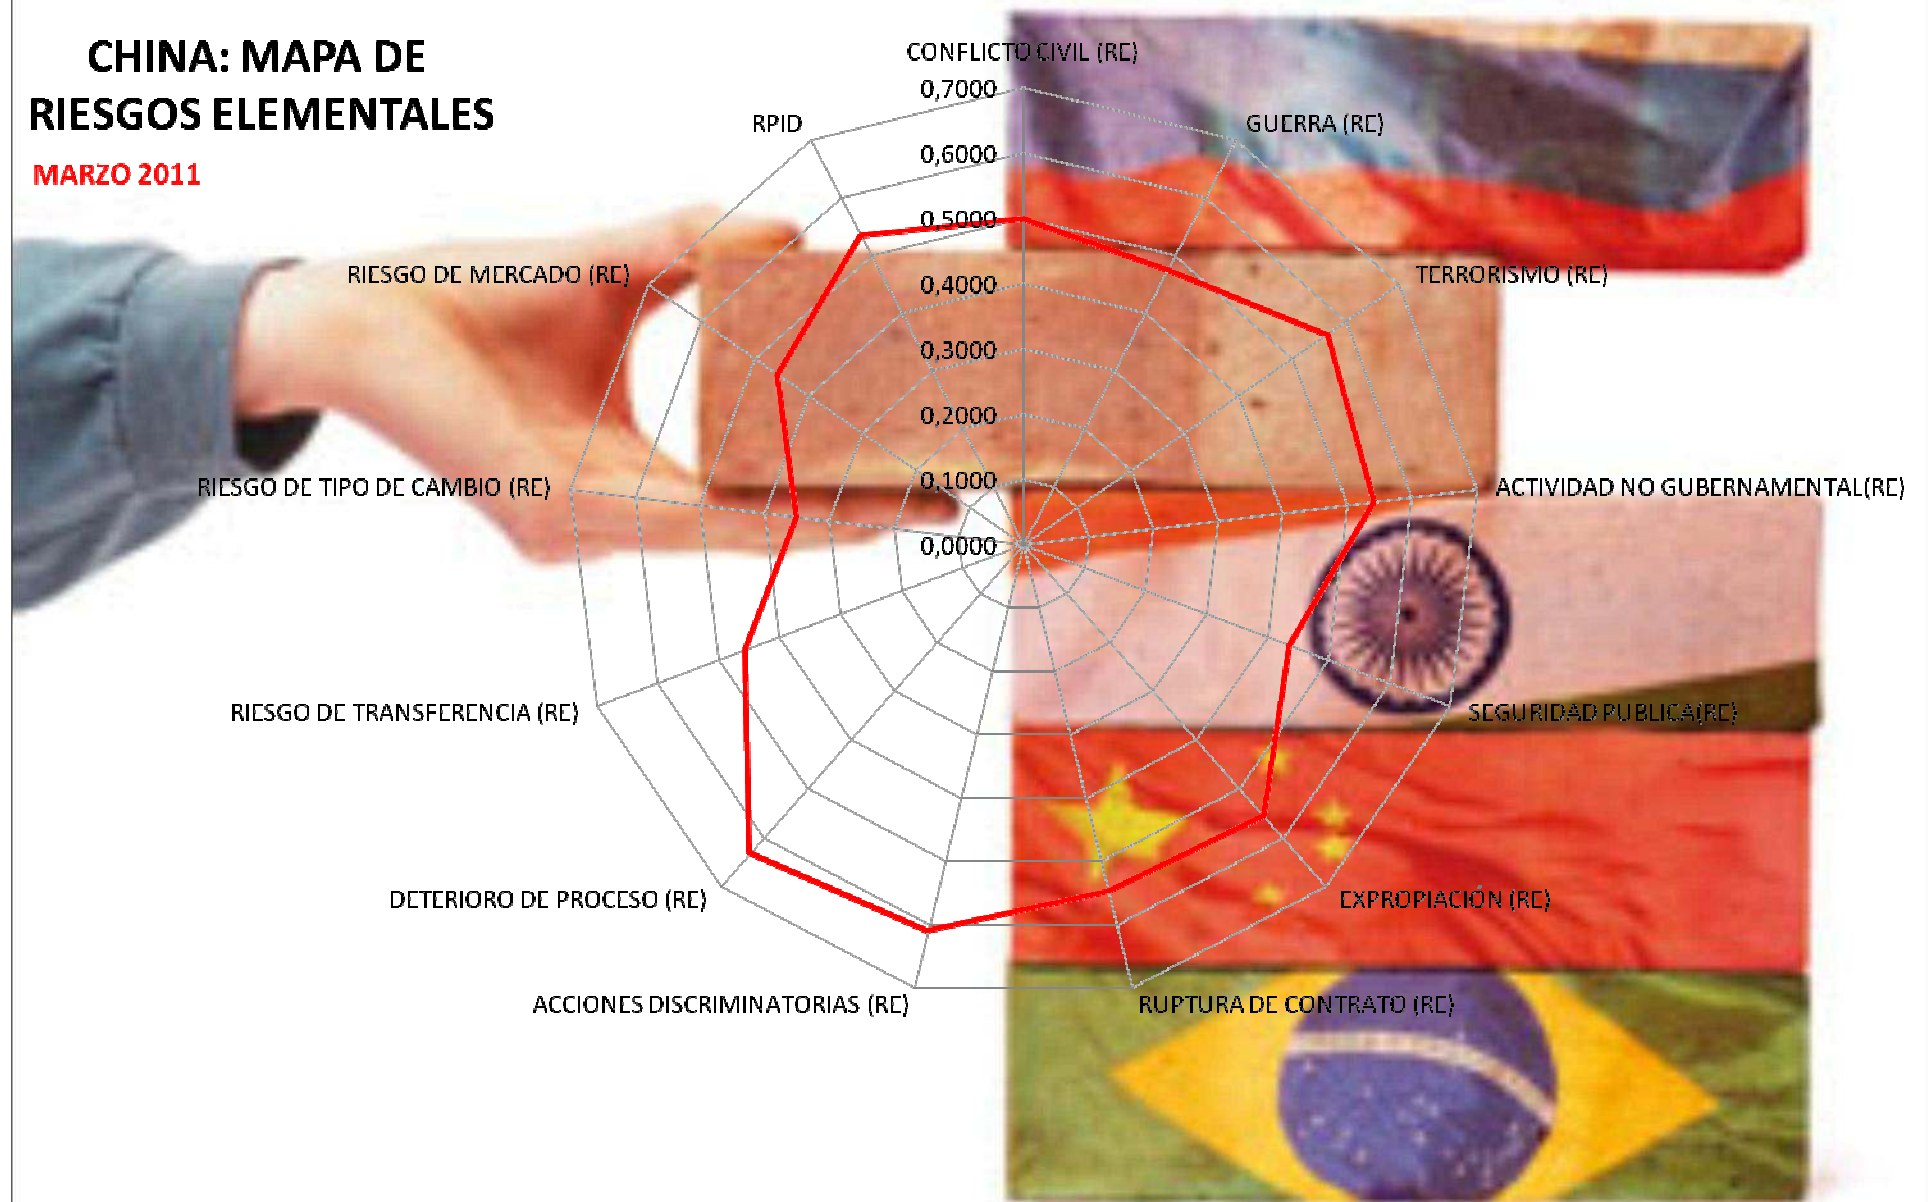 CHINA: MAPA DE
RIESGOS ELEMENTALES
MARZO 2011
CONFLICTO CIVIL (RE)
0,7000
0,6000
0,5000
0,4000
0,3000
0,2000
0,1000
0,0000
GUERRA (RE)
TERRORISMO (RE)
ACTIVIDAD NO GUBERNAMENTAL(RE)
SEGURIDAD PUBLICA(RE)
EXPROPIACIÓN (RE)
RUPTURA DE CONTRATO (RE)
ACCIONES DISCRIMINATORIAS (RE)
DETERIORO DE PROCESO (RE)
RIESGO DE TRANSFERENCIA (RE)
RIESGO DE TIPO DE CAMBIO (RE)
RIESGO DE MERCADO (RE)
RPID